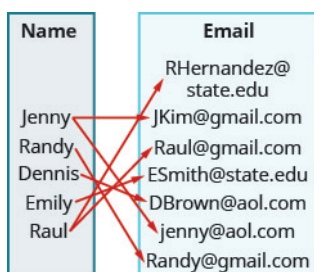 Name
Jenny
Randy
Dennis
Emily
Raul
Email
RHernandez@
state.edu
JKim@gmail.com
Raul@gmail.com
ESmith@state.edu
DBrown@aol.com
jenny@aol.com
Randy@gmail.com